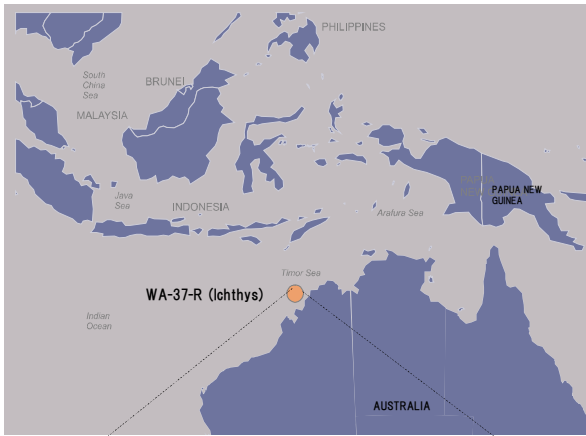 PHILIPPINES
South
China
Sea
BRUNEI
MALAYSIA
PAPUA
PAPUA NEW
GUINEA
Java
Sea
INDONESIA
Arafura Sea
Timor Sea
WA-37-R (Ichthys)
Indian
Ocean
AUSTRALIA